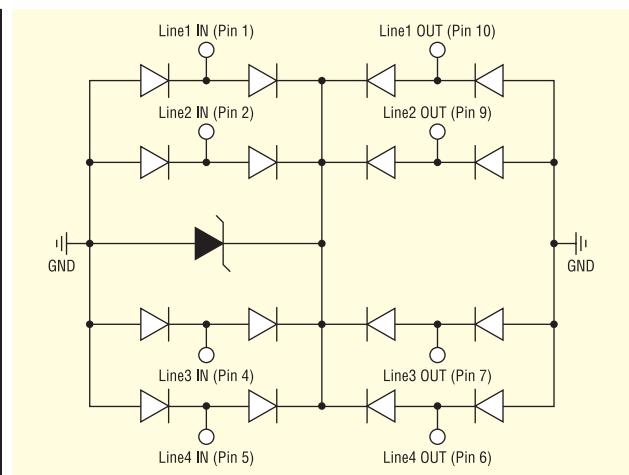 Line1 IN (Pin 1)
Line1 OUT (Pin 10)
Line2 IN (Pin 2)
Line2 OUT (Pin 9)
GND
GND
Line3 IN (Pin 4)
Line3 OUT (Pin 7)
Line4 IN (Pin 5)
Line4 OUT (Pin 6)